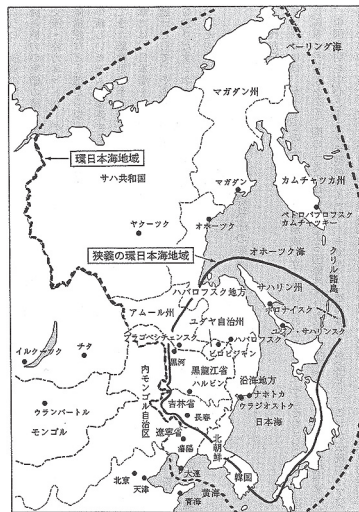 ベーリング海
マガダン州
環日本海地域
サハ共和国
カムチャツカ州
マガダン
ペトロパブロフスク
カムチャツキー
ヤクーツク
オホーツク
狭義の環日本海地域
オホーツク海
クリル諸島
ハバロフスク地方
サハリン州
ポロナイスク
アムール州
ユダヤ自治州
ユジノ・サハリンスク
ブラゴベシチェンスク
ハバロフスク
イルクーツク
チタ
黒河
ビロビジャン
黒龍江省
沿海地方
ハルビン
ナホトカ
ウランバートル
内モンゴル自治区
吉林省
ウラジオストク
モンゴル
長春
日本海
遼寧省
瀋陽
北朝鮮
北京
大連
天津
韓国
黄海
青海